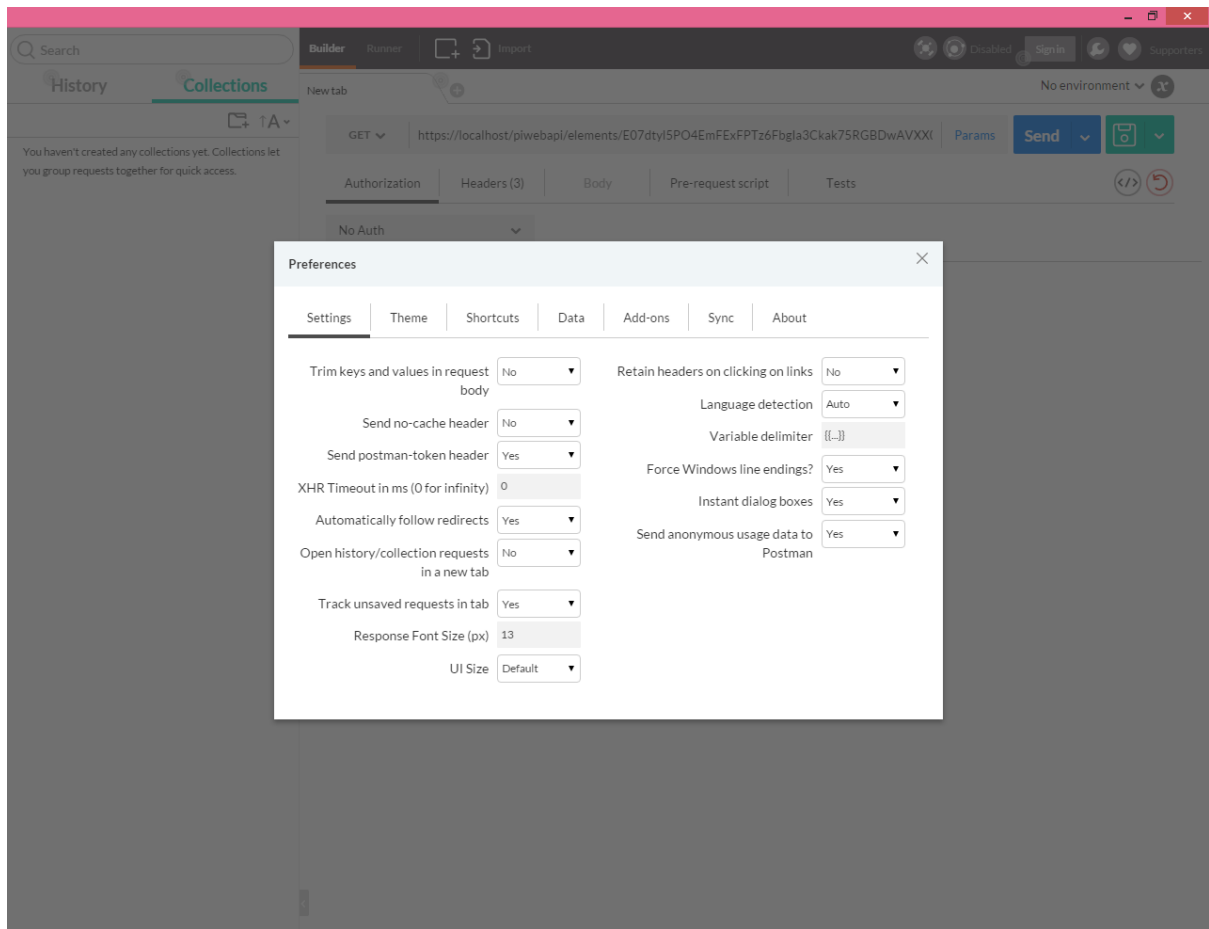 Search
Builder Runner Import Disabled Sign in Supporters
History Collections
New tab
No environment
A
You haven't created any collections yet. Collections let
you group requests together for quick access.
GET https://localhost/piwebapi/elements/ Params Send
Authorization Headers (3) Body Pre-request script Tests
No Auth
Preferences
Settings Theme Shortcuts Data Add-ons Sync About
Trim keys and values in request body No
Send no-cache header No
Send postman-token header Yes
XHR Timeout in ms (0 for infinity) 0
Automatically follow redirects Yes
Open history/collection requests in a new tab No
Track unsaved requests in tab Yes
Response Font Size (px) 13
UI Size Default
Retain headers on clicking on links No
Language detection Auto
Variable delimiter {{...}}
Force Windows line endings? Yes
Instant dialog boxes Yes
Send anonymous usage data to Postman Yes